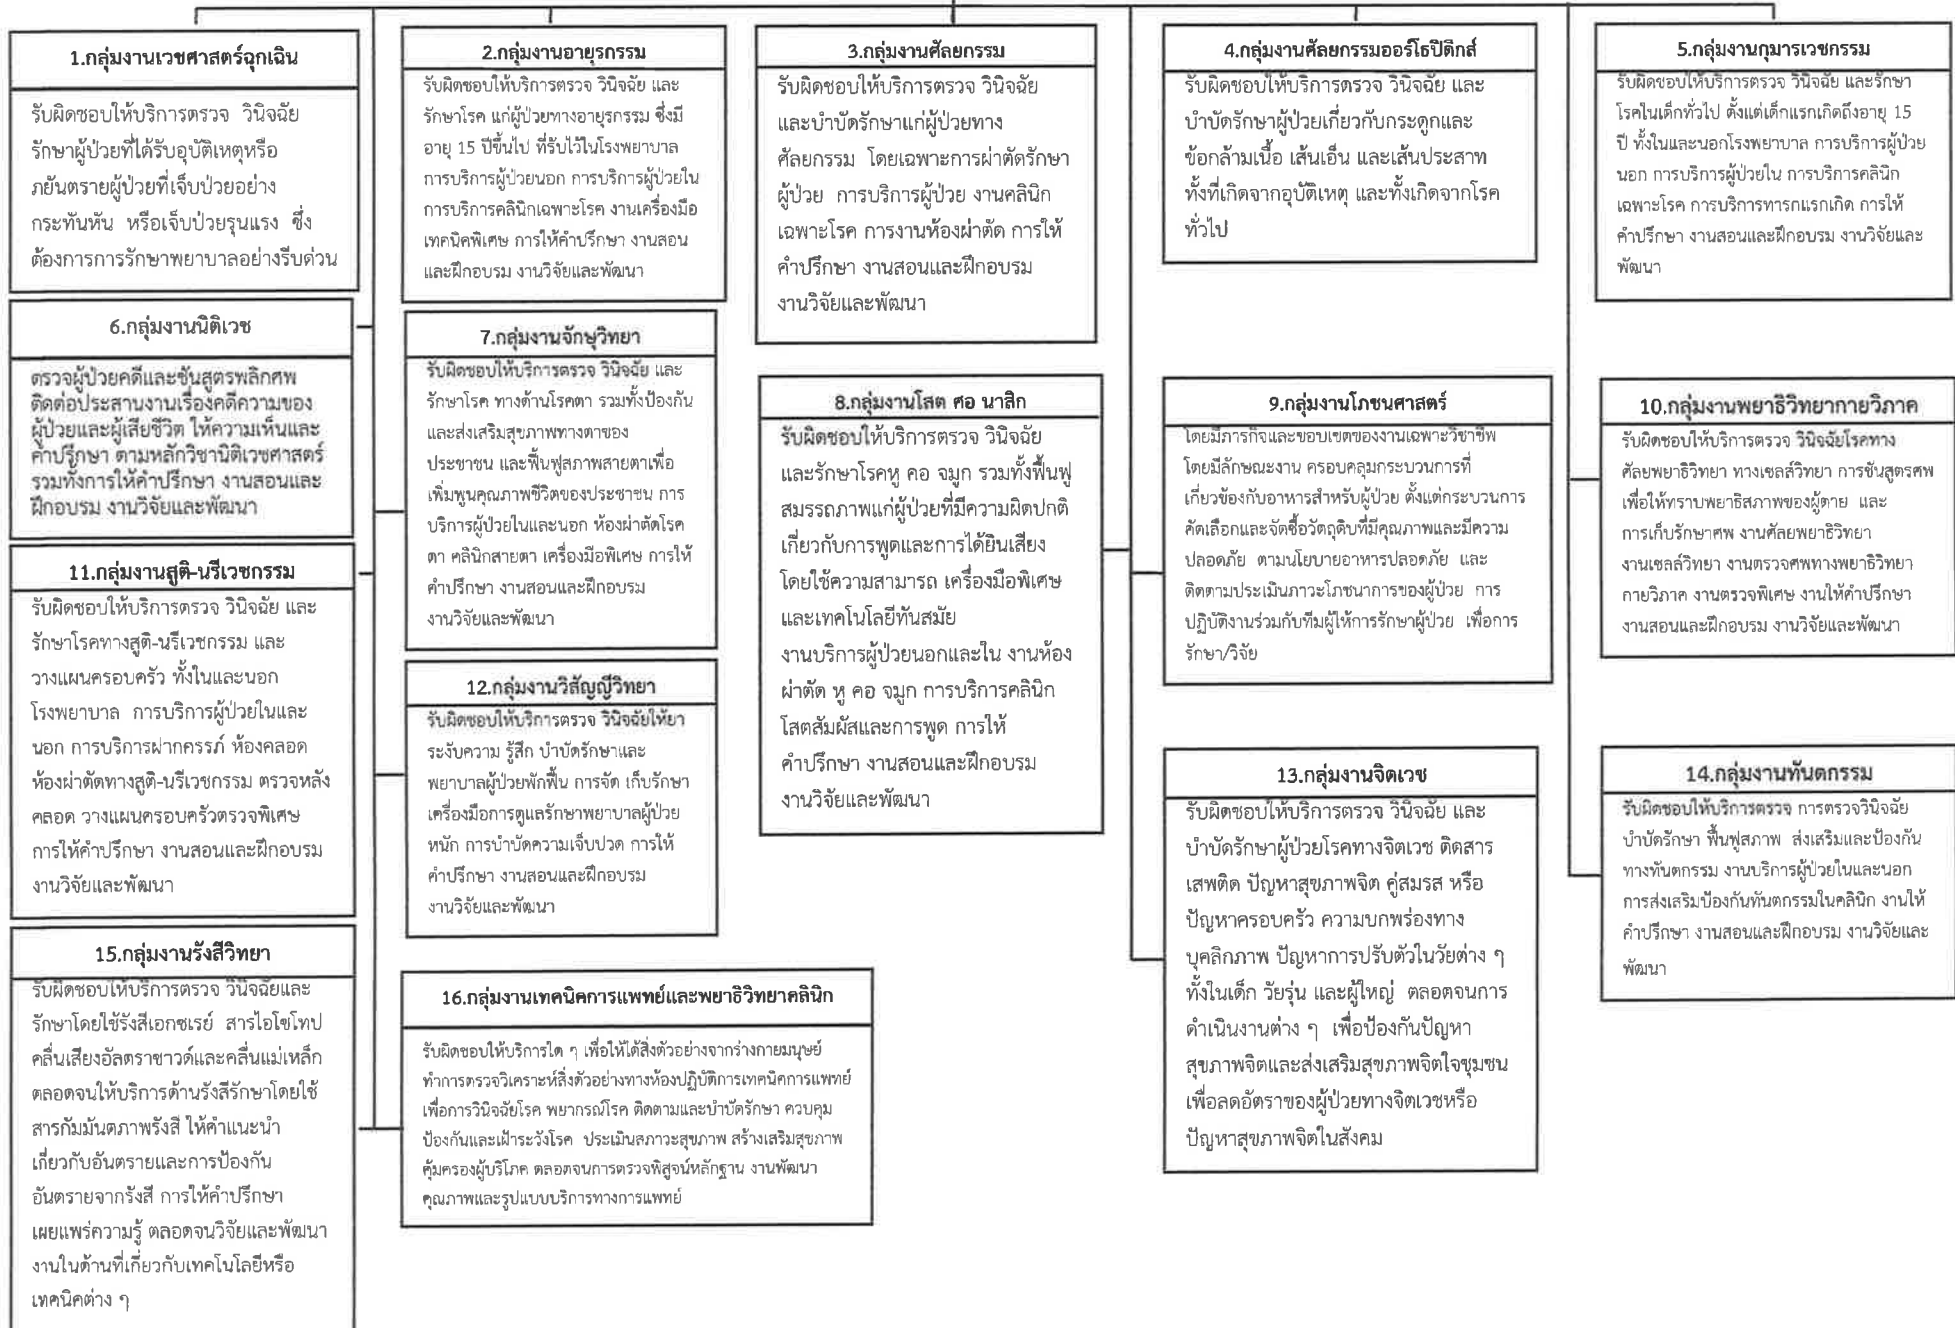 1.กลุ่มงานเวชศาสตร์ฉุกเฉิน
รับผิดชอบให้บริการตรวจ วินิจฉัย
รักษาผู้ป่วยที่ได้รับอุบัติเหตุหรือ
ภยันตรายผู้ป่วยที่เจ็บป่วยอย่าง
กระทันหัน หรือเจ็บป่วยรุนแรง ซึ่ง
ต้องการการรักษาพยาบาลอย่างรีบด่วน
2.กลุ่มงานอายุรกรรม
รับผิดชอบให้บริการตรวจ วินิจฉัย และ
รักษาโรค แก่ผู้ป่วยทางอายุรกรรม ซึ่งมี
อายุ 15 ปีขึ้นไป ที่รับไว้ในโรงพยาบาล
การบริการผู้ป่วยนอก การบริการผู้ป่วยใน
การบริการคลินิกเฉพาะโรค งานเครื่องมือ
เทคนิคพิเศษ การให้คำปรึกษา งานสอน
และฝึกอบรม งานวิจัยและพัฒนา
3.กลุ่มงานศัลยกรรม
รับผิดชอบให้บริการตรวจ วินิจฉัย
และบำบัดรักษาแก่ผู้ป่วยทาง
ศัลยกรรม โดยเฉพาะการผ่าตัดรักษา
ผู้ป่วย การบริการผู้ป่วย งานคลินิก
เฉพาะโรค การงานห้องผ่าตัด การให้
คำปรึกษา งานสอนและฝึกอบรม
งานวิจัยและพัฒนา
4.กลุ่มงานศัลยกรรมออร์โธปิดิกส์
รับผิดชอบให้บริการตรวจ วินิจฉัย และ
บำบัดรักษาผู้ป่วยเกี่ยวกับกระดูกและ
ข้อกล้ามเนื้อ เส้นเอ็น และเส้นประสาท
ทั้งที่เกิดจากอุบัติเหตุ และทั้งเกิดจากโรค
ทั่วไป
5.กลุ่มงานกุมารเวชกรรม
รับผิดชอบให้บริการตรวจ วินิจฉัย และรักษา
โรคในเด็กทั่วไป ตั้งแต่เด็กแรกเกิดถึงอายุ 15
ปี ทั้งในและนอกโรงพยาบาล การบริการผู้ป่วย
นอก การบริการผู้ป่วยใน การบริการคลินิก
เฉพาะโรค การบริการทารกแรกเกิด การให้
คำปรึกษา งานสอนและฝึกอบรม งานวิจัยและ
พัฒนา
6.กลุ่มงานนิติเวช
ตรวจผู้ป่วยคดีและชันสูตรพลิกศพ
ติดต่อประสานงานเรื่องคดีความของ
ผู้ป่วยและผู้เสียชีวิต ให้ความเห็นและ
คำปรึกษา ตามหลักวิชานิติเวชศาสตร์
รวมทั้งการให้คำปรึกษา งานสอนและ
ฝึกอบรม งานวิจัยและพัฒนา
7.กลุ่มงานจักษุวิทยา
รับผิดชอบให้บริการตรวจ วินิจฉัย และ
รักษาโรค ทางด้านโรคตา รวมทั้งป้องกัน
และส่งเสริมสุขภาพทางตาของ
ประชาชน และฟื้นฟูสภาพสายตาเพื่อ
เพิ่มพูนคุณภาพชีวิตของประชาชน การ
บริการผู้ป่วยในและนอก ห้องผ่าตัดโรค
ตา คลินิกสายตา เครื่องมือพิเศษ การให้
คำปรึกษา งานสอนและฝึกอบรม
งานวิจัยและพัฒนา
8.กลุ่มงานโสต ศอ นาสิก
รับผิดชอบให้บริการตรวจ วินิจฉัย
และรักษาโรคหู คอ จมูก รวมทั้งฟื้นฟู
สมรรถภาพแก่ผู้ป่วยที่มีความผิดปกติ
เกี่ยวกับการพูดและการได้ยินเสียง
โดยใช้ความสามารถ เครื่องมือพิเศษ
และเทคโนโลยีทันสมัย
งานบริการผู้ป่วยนอกและใน งานห้อง
ผ่าตัด หู คอ จมูก การบริการคลินิก
โสตสัมผัสและการพูด การให้
คำปรึกษา งานสอนและฝึกอบรม
งานวิจัยและพัฒนา
9.กลุ่มงานโภชนศาสตร์
โดยมีภารกิจและขอบเขตของงานเฉพาะวิชาชีพ
โดยมีลักษณะงาน ครอบคลุมกระบวนการที่
เกี่ยวข้องกับอาหารสำหรับผู้ป่วย ตั้งแต่กระบวนการ
คัดเลือกและจัดซื้อวัตถุดิบที่มีคุณภาพและมีความ
ปลอดภัย ตามนโยบายอาหารปลอดภัย และ
ติดตามประเมินภาวะโภชนาการของผู้ป่วย การ
ปฏิบัติงานร่วมกับทีมผู้ให้การรักษาผู้ป่วย เพื่อการ
รักษา/วิจัย
10.กลุ่มงานพยาธิวิทยากายวิภาค
รับผิดชอบให้บริการตรวจ วินิจฉัยโรคทาง
ศัลยพยาธิวิทยา ทางเซลล์วิทยา การชันสูตรศพ
เพื่อให้ทราบพยาธิสภาพของผู้ตาย และ
การเก็บรักษาศพ งานศัลยพยาธิวิทยา
งานเซลล์วิทยา งานตรวจศพทางพยาธิวิทยา
กายวิภาค งานตรวจพิเศษ งานให้คำปรึกษา
งานสอนและฝึกอบรม งานวิจัยและพัฒนา
11.กลุ่มงานสูติ-นรีเวชกรรม
รับผิดชอบให้บริการตรวจ วินิจฉัย และ
รักษาโรคทางสูติ-นรีเวชกรรม และ
วางแผนครอบครัว ทั้งในและนอก
โรงพยาบาล การบริการผู้ป่วยในและ
นอก การบริการฝากครรภ์ ห้องคลอด
ห้องผ่าตัดทางสูติ-นรีเวชกรรม ตรวจหลัง
คลอด วางแผนครอบครัวตรวจพิเศษ
การให้คำปรึกษา งานสอนและฝึกอบรม
งานวิจัยและพัฒนา
12.กลุ่มงานวิสัญญีวิทยา
รับผิดชอบให้บริการตรวจ วินิจฉัยให้ยา
ระงับความ รู้สึก บำบัดรักษาและ
พยาบาลผู้ป่วยพักฟื้น การจัด เก็บรักษา
เครื่องมือการดูแลรักษาพยาบาลผู้ป่วย
หนัก การบำบัดความเจ็บปวด การให้
คำปรึกษา งานสอนและฝึกอบรม
งานวิจัยและพัฒนา
13.กลุ่มงานจิตเวช
รับผิดชอบให้บริการตรวจ วินิจฉัย และ
บำบัดรักษาผู้ป่วยโรคทางจิตเวช ติดสาร
เสพติด ปัญหาสุขภาพจิต คู่สมรส หรือ
ปัญหาครอบครัว ความบกพร่องทาง
บุคลิกภาพ ปัญหาการปรับตัวในวัยต่าง ๆ
ทั้งในเด็ก วัยรุ่น และผู้ใหญ่ ตลอดจนการ
ดำเนินงานต่าง ๆ เพื่อป้องกันปัญหา
สุขภาพจิตและส่งเสริมสุขภาพจิตใจชุมชน
เพื่อลดอัตราของผู้ป่วยทางจิตเวชหรือ
ปัญหาสุขภาพจิตในสังคม
14.กลุ่มงานทันตกรรม
รับผิดชอบให้บริการตรวจ การตรวจวินิจฉัย
บำบัดรักษา ฟื้นฟูสภาพ ส่งเสริมและป้องกัน
ทางทันตกรรม งานบริการผู้ป่วยในและนอก
การส่งเสริมป้องกันทันตกรรมในคลินิก งานให้
คำปรึกษา งานสอนและฝึกอบรม งานวิจัยและ
พัฒนา
15.กลุ่มงานรังสีวิทยา
รับผิดชอบให้บริการตรวจ วินิจฉัยและ
รักษาโดยใช้รังสีเอกซเรย์ สารไอโซโทป
คลื่นเสียงอัลตราซาวด์และคลื่นแม่เหล็ก
ตลอดจนให้บริการด้านรังสีรักษาโดยใช้
สารกัมมันตภาพรังสี ให้คำแนะนำ
เกี่ยวกับอันตรายและการป้องกัน
อันตรายจากรังสี การให้คำปรึกษา
เผยแพร่ความรู้ ตลอดจนวิจัยและพัฒนา
งานในด้านที่เกี่ยวกับเทคโนโลยีหรือ
เทคนิคต่าง ๆ
16.กลุ่มงานเทคนิคการแพทย์และพยาธิวิทยาคลินิก
รับผิดชอบให้บริการใด ๆ เพื่อให้ได้สิ่งตัวอย่างจากร่างกายมนุษย์
ทำการตรวจวิเคราะห์สิ่งตัวอย่างทางห้องปฏิบัติการเทคนิคการแพทย์
เพื่อการวินิจฉัยโรค พยากรณ์โรค ติดตามและบำบัดรักษา ควบคุม
ป้องกันและเฝ้าระวังโรค ประเมินสภาวะสุขภาพ สร้างเสริมสุขภาพ
คุ้มครองผู้บริโภค ตลอดจนการตรวจพิสูจน์หลักฐาน งานพัฒนา
คุณภาพและรูปแบบบริการทางการแพทย์